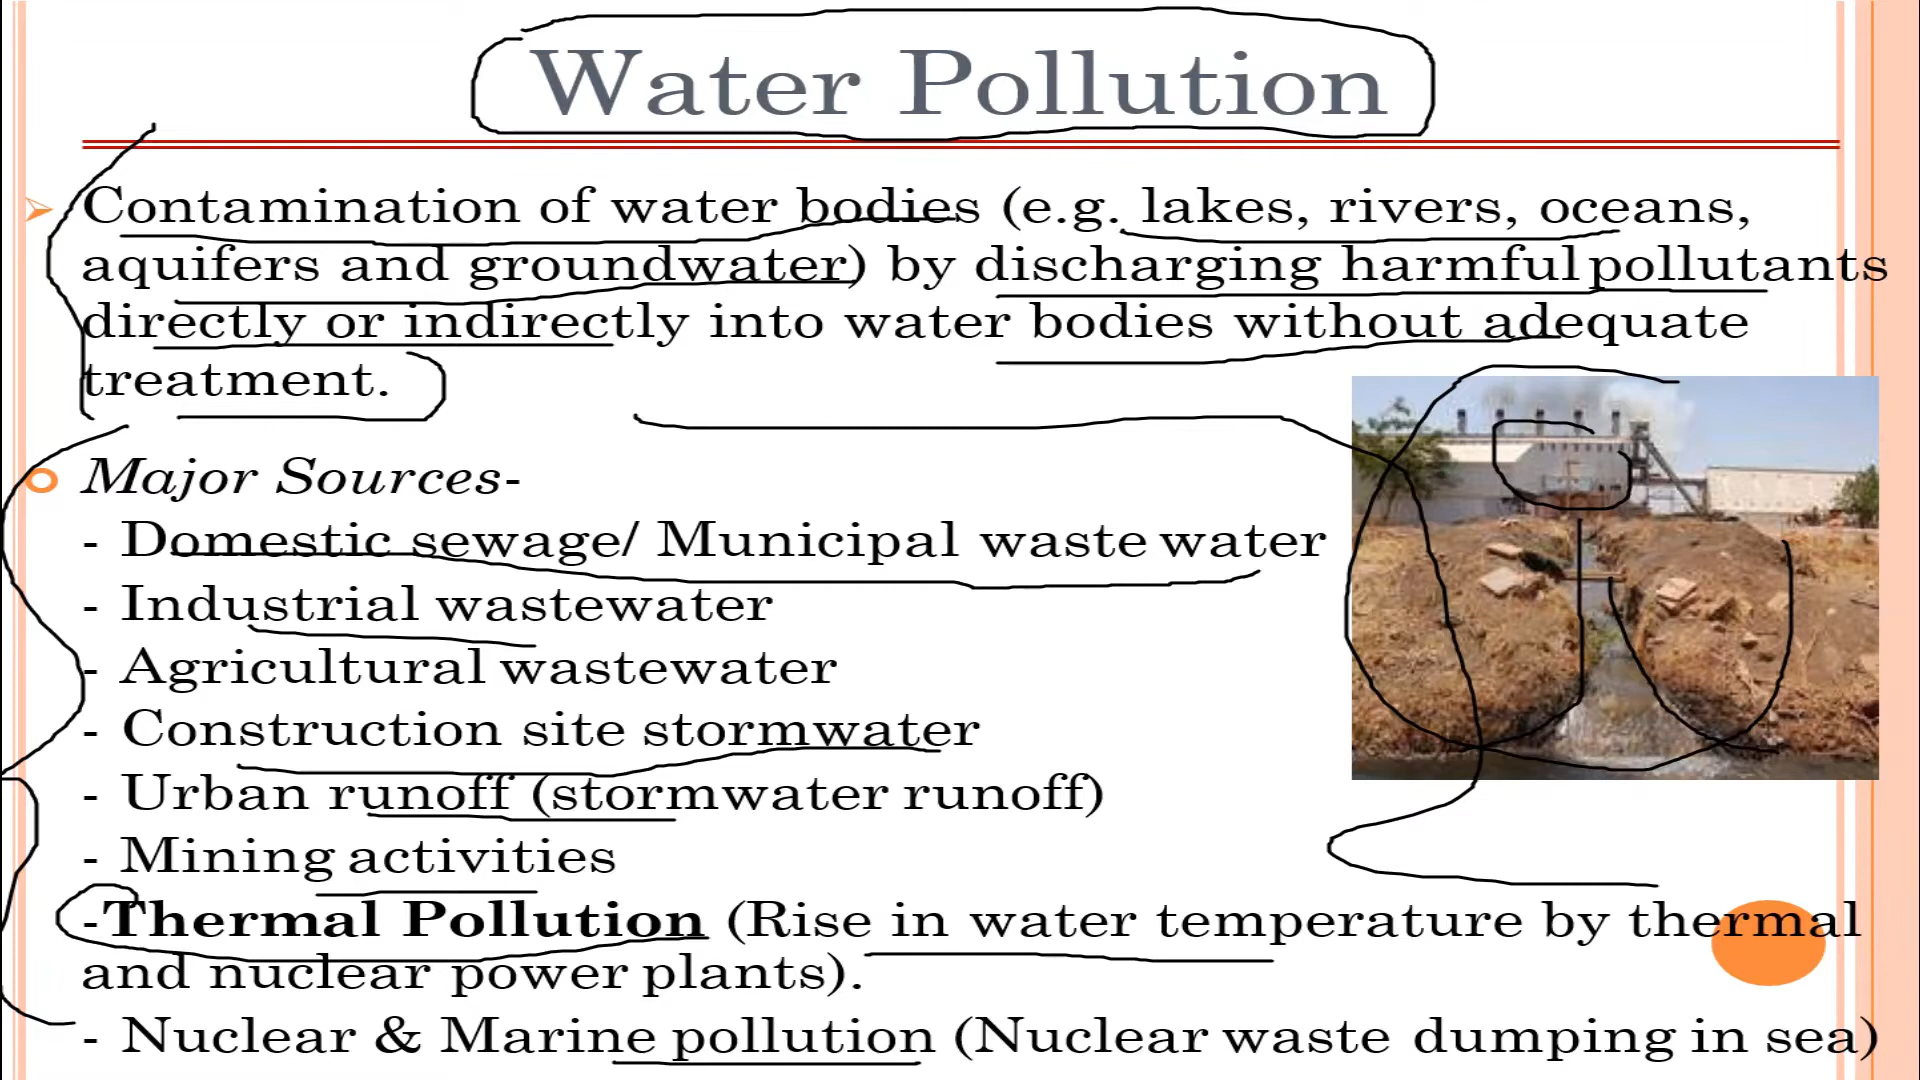 Water Pollution
Contamination of water bodies (e.g. lakes, rivers, oceans,
aquifers and groundwater) by discharging harmful pollutants
directly or indirectly into water bodies without adequate
treatment.
Major Sources-
- Domestic sewage/ Municipal waste water
- Industrial wastewater
- Agricultural wastewater
- Construction site stormwater
- Urban runoff (stormwater runoff)
- Mining activities
-Thermal Pollution (Rise in water temperature by thermal
and nuclear power plants).
- Nuclear & Marine pollution (Nuclear waste dumping in sea)